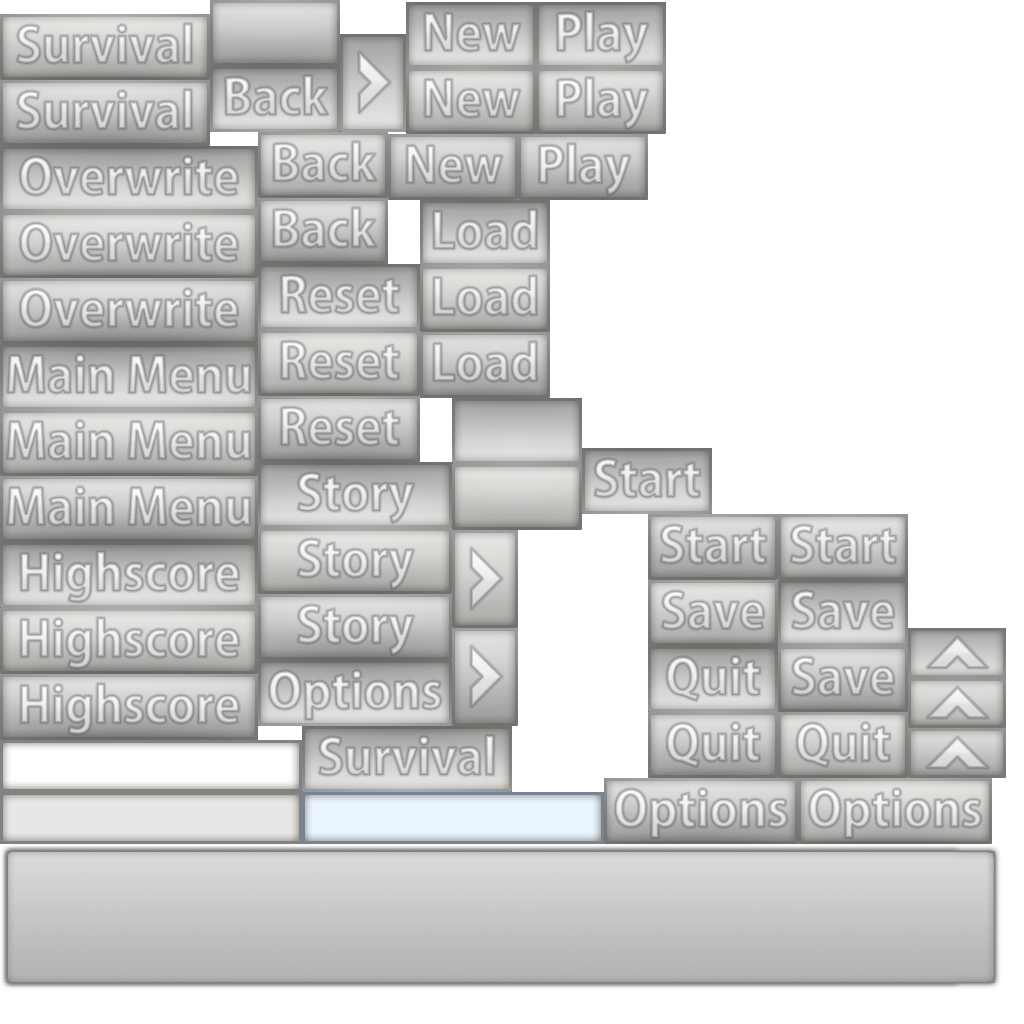 Survival
New
Play
Back
New
Play
Survival
Back
New
Play
Overwrite
Back
Load
Overwrite
Reset
Load
Overwrite
Reset
Load
Main Menu
Reset
Main Menu
Story
Start
Main Menu
Story
Start
Start
Highscore
Story
Save
Save
Highscore
Options
Quit
Save
Highscore
Survival
Quit
Quit
Options
Options